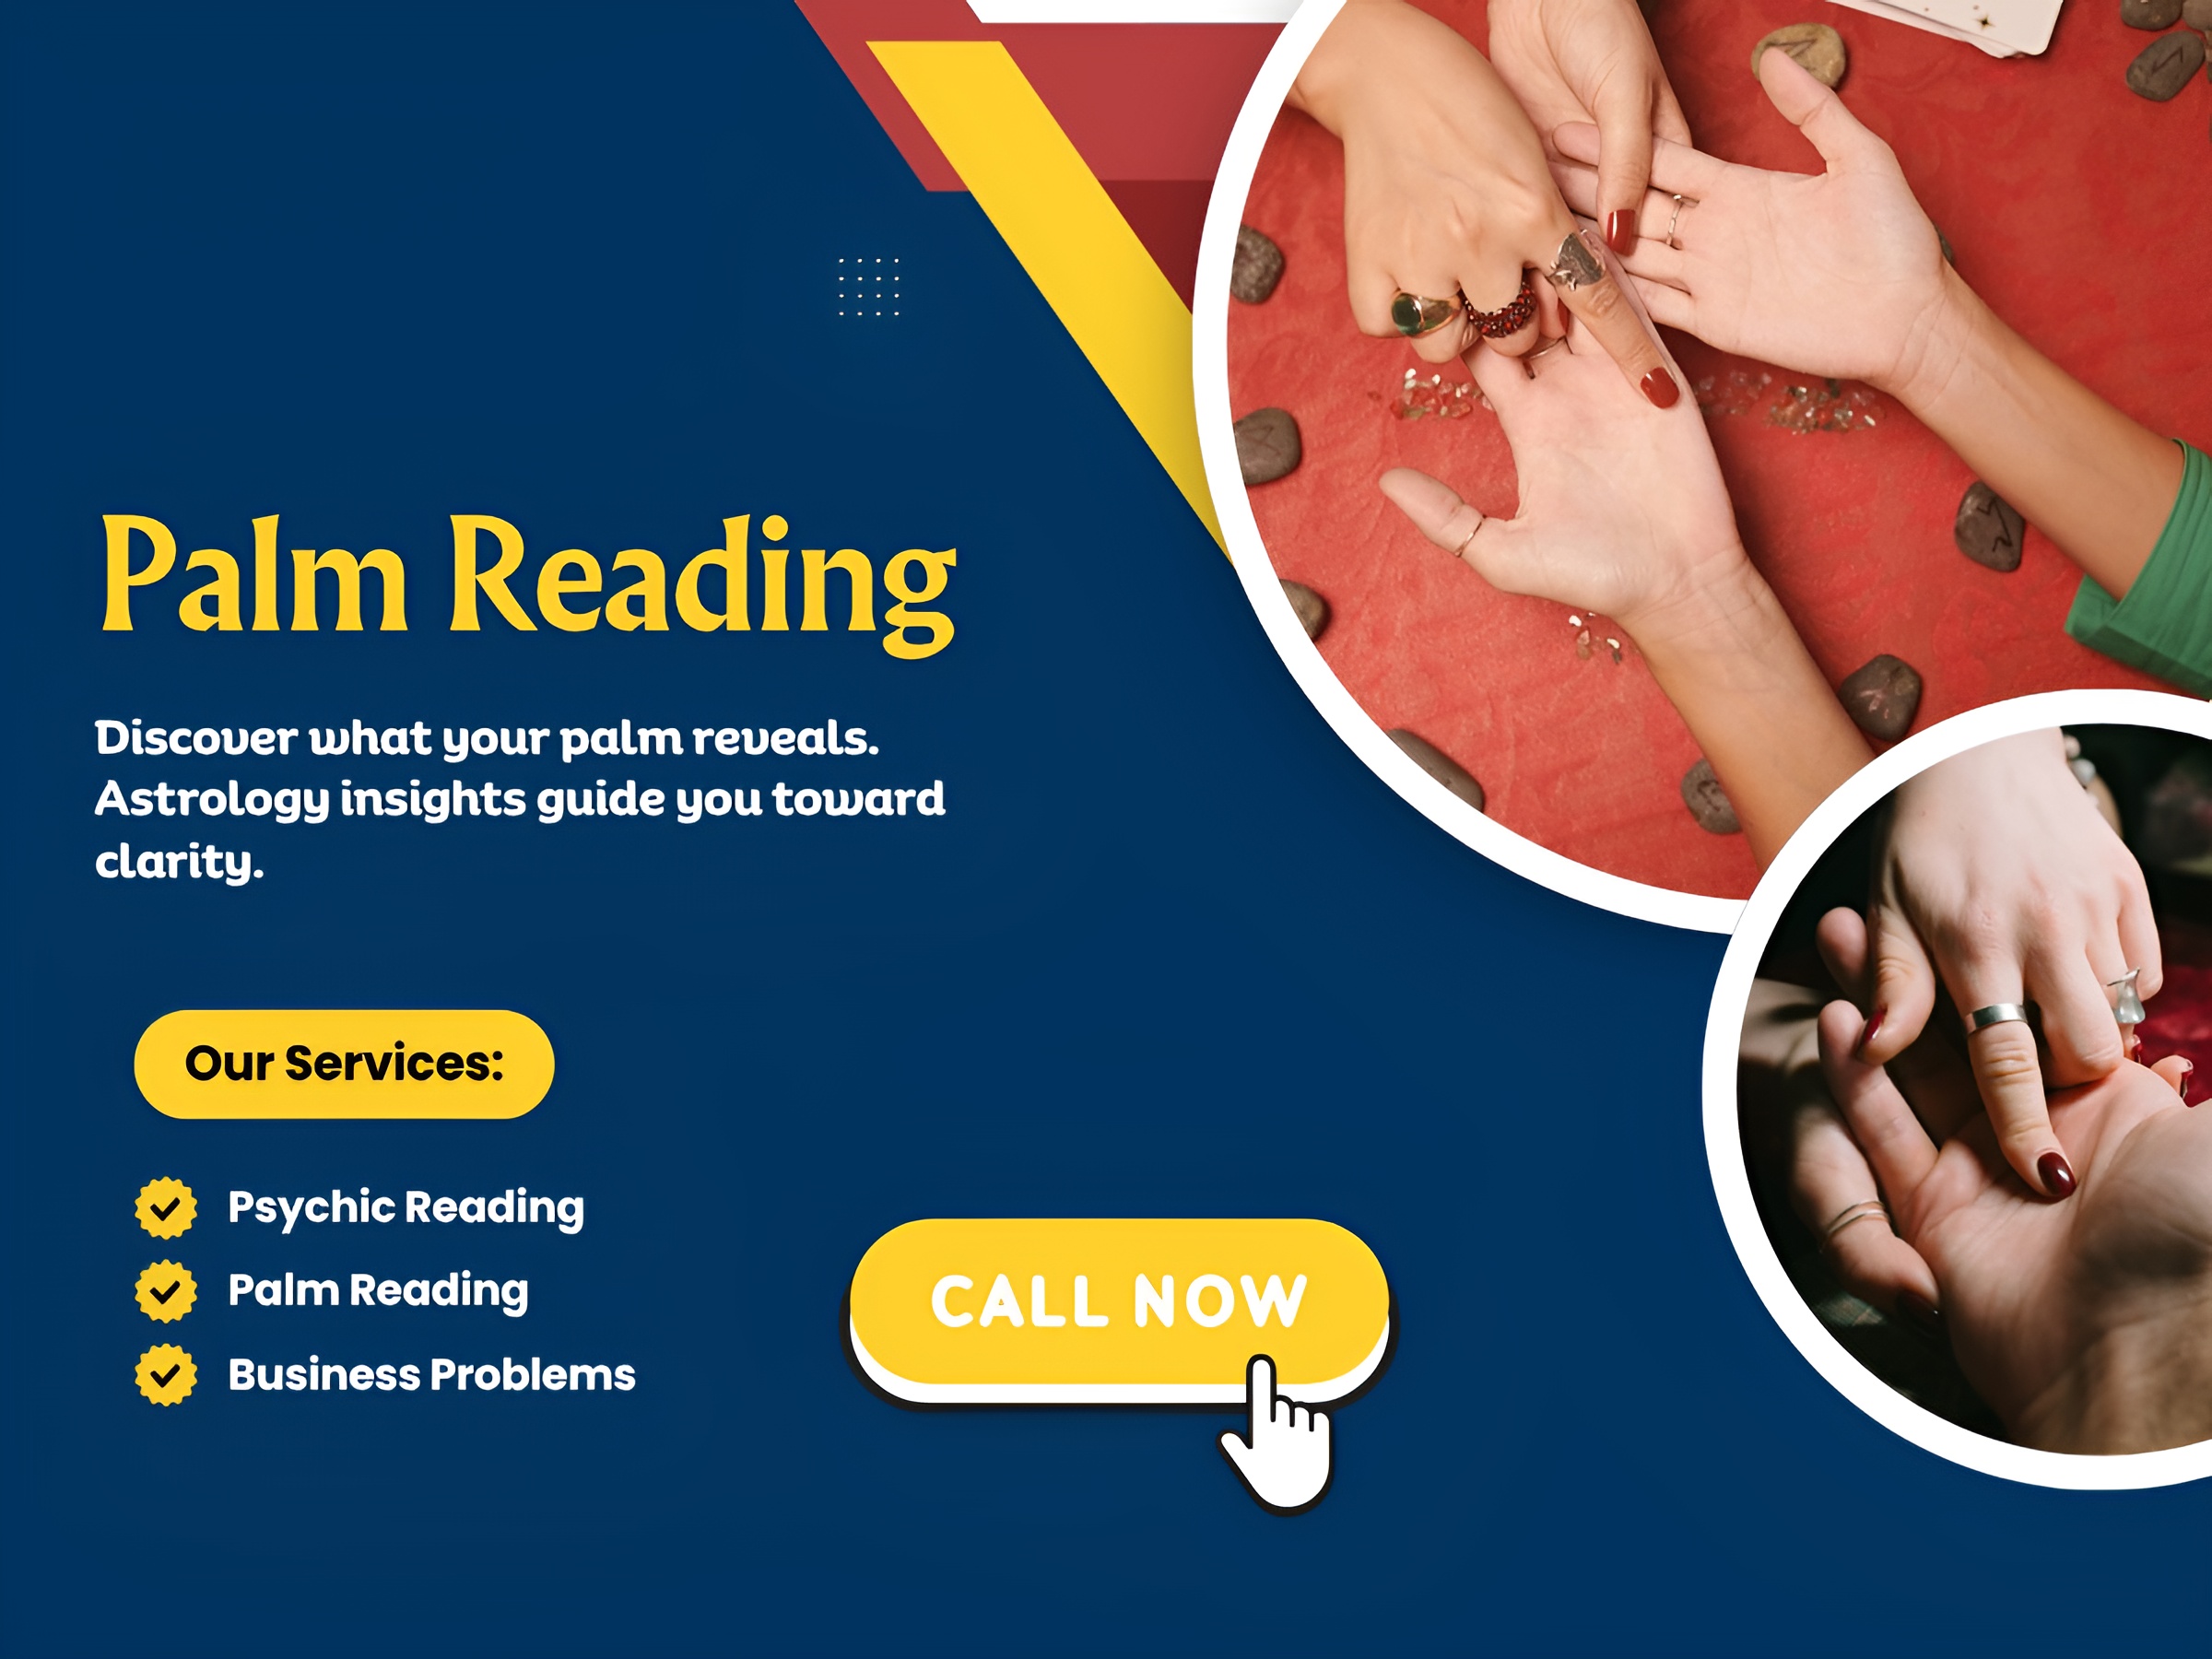 Palm Reading
Discover what your palm reveals.
Astrology insights guide you toward
clarity.
Our Services:
Psychic Reading
Palm Reading
Business Problems
CALL NOW